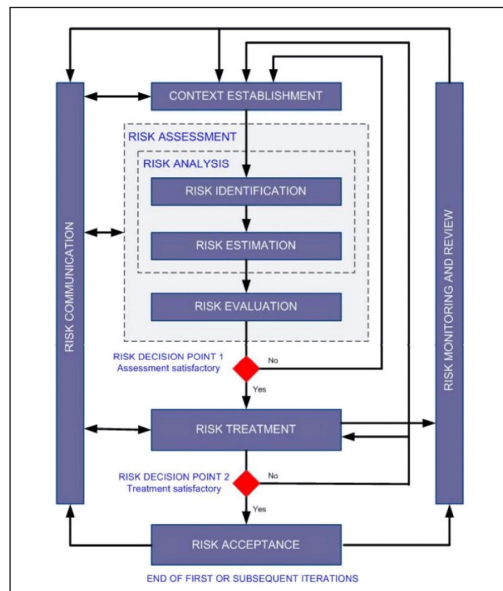 CONTEXT ESTABLISHMENT
RISK ASSESSMENT
RISK ANALYSIS
RISK IDENTIFICATION
RISK ESTIMATION
RISK EVALUATION
RISK COMMUNICATION
RISK MONITORING AND REVIEW
RISK DECISION POINT 1
Assessment satisfactory
No
Yes
RISK TREATMENT
RISK DECISION POINT 2
Treatment satisfactory
No
Yes
RISK ACCEPTANCE
END OF FIRST OR SUBSEQUENT ITERATIONS